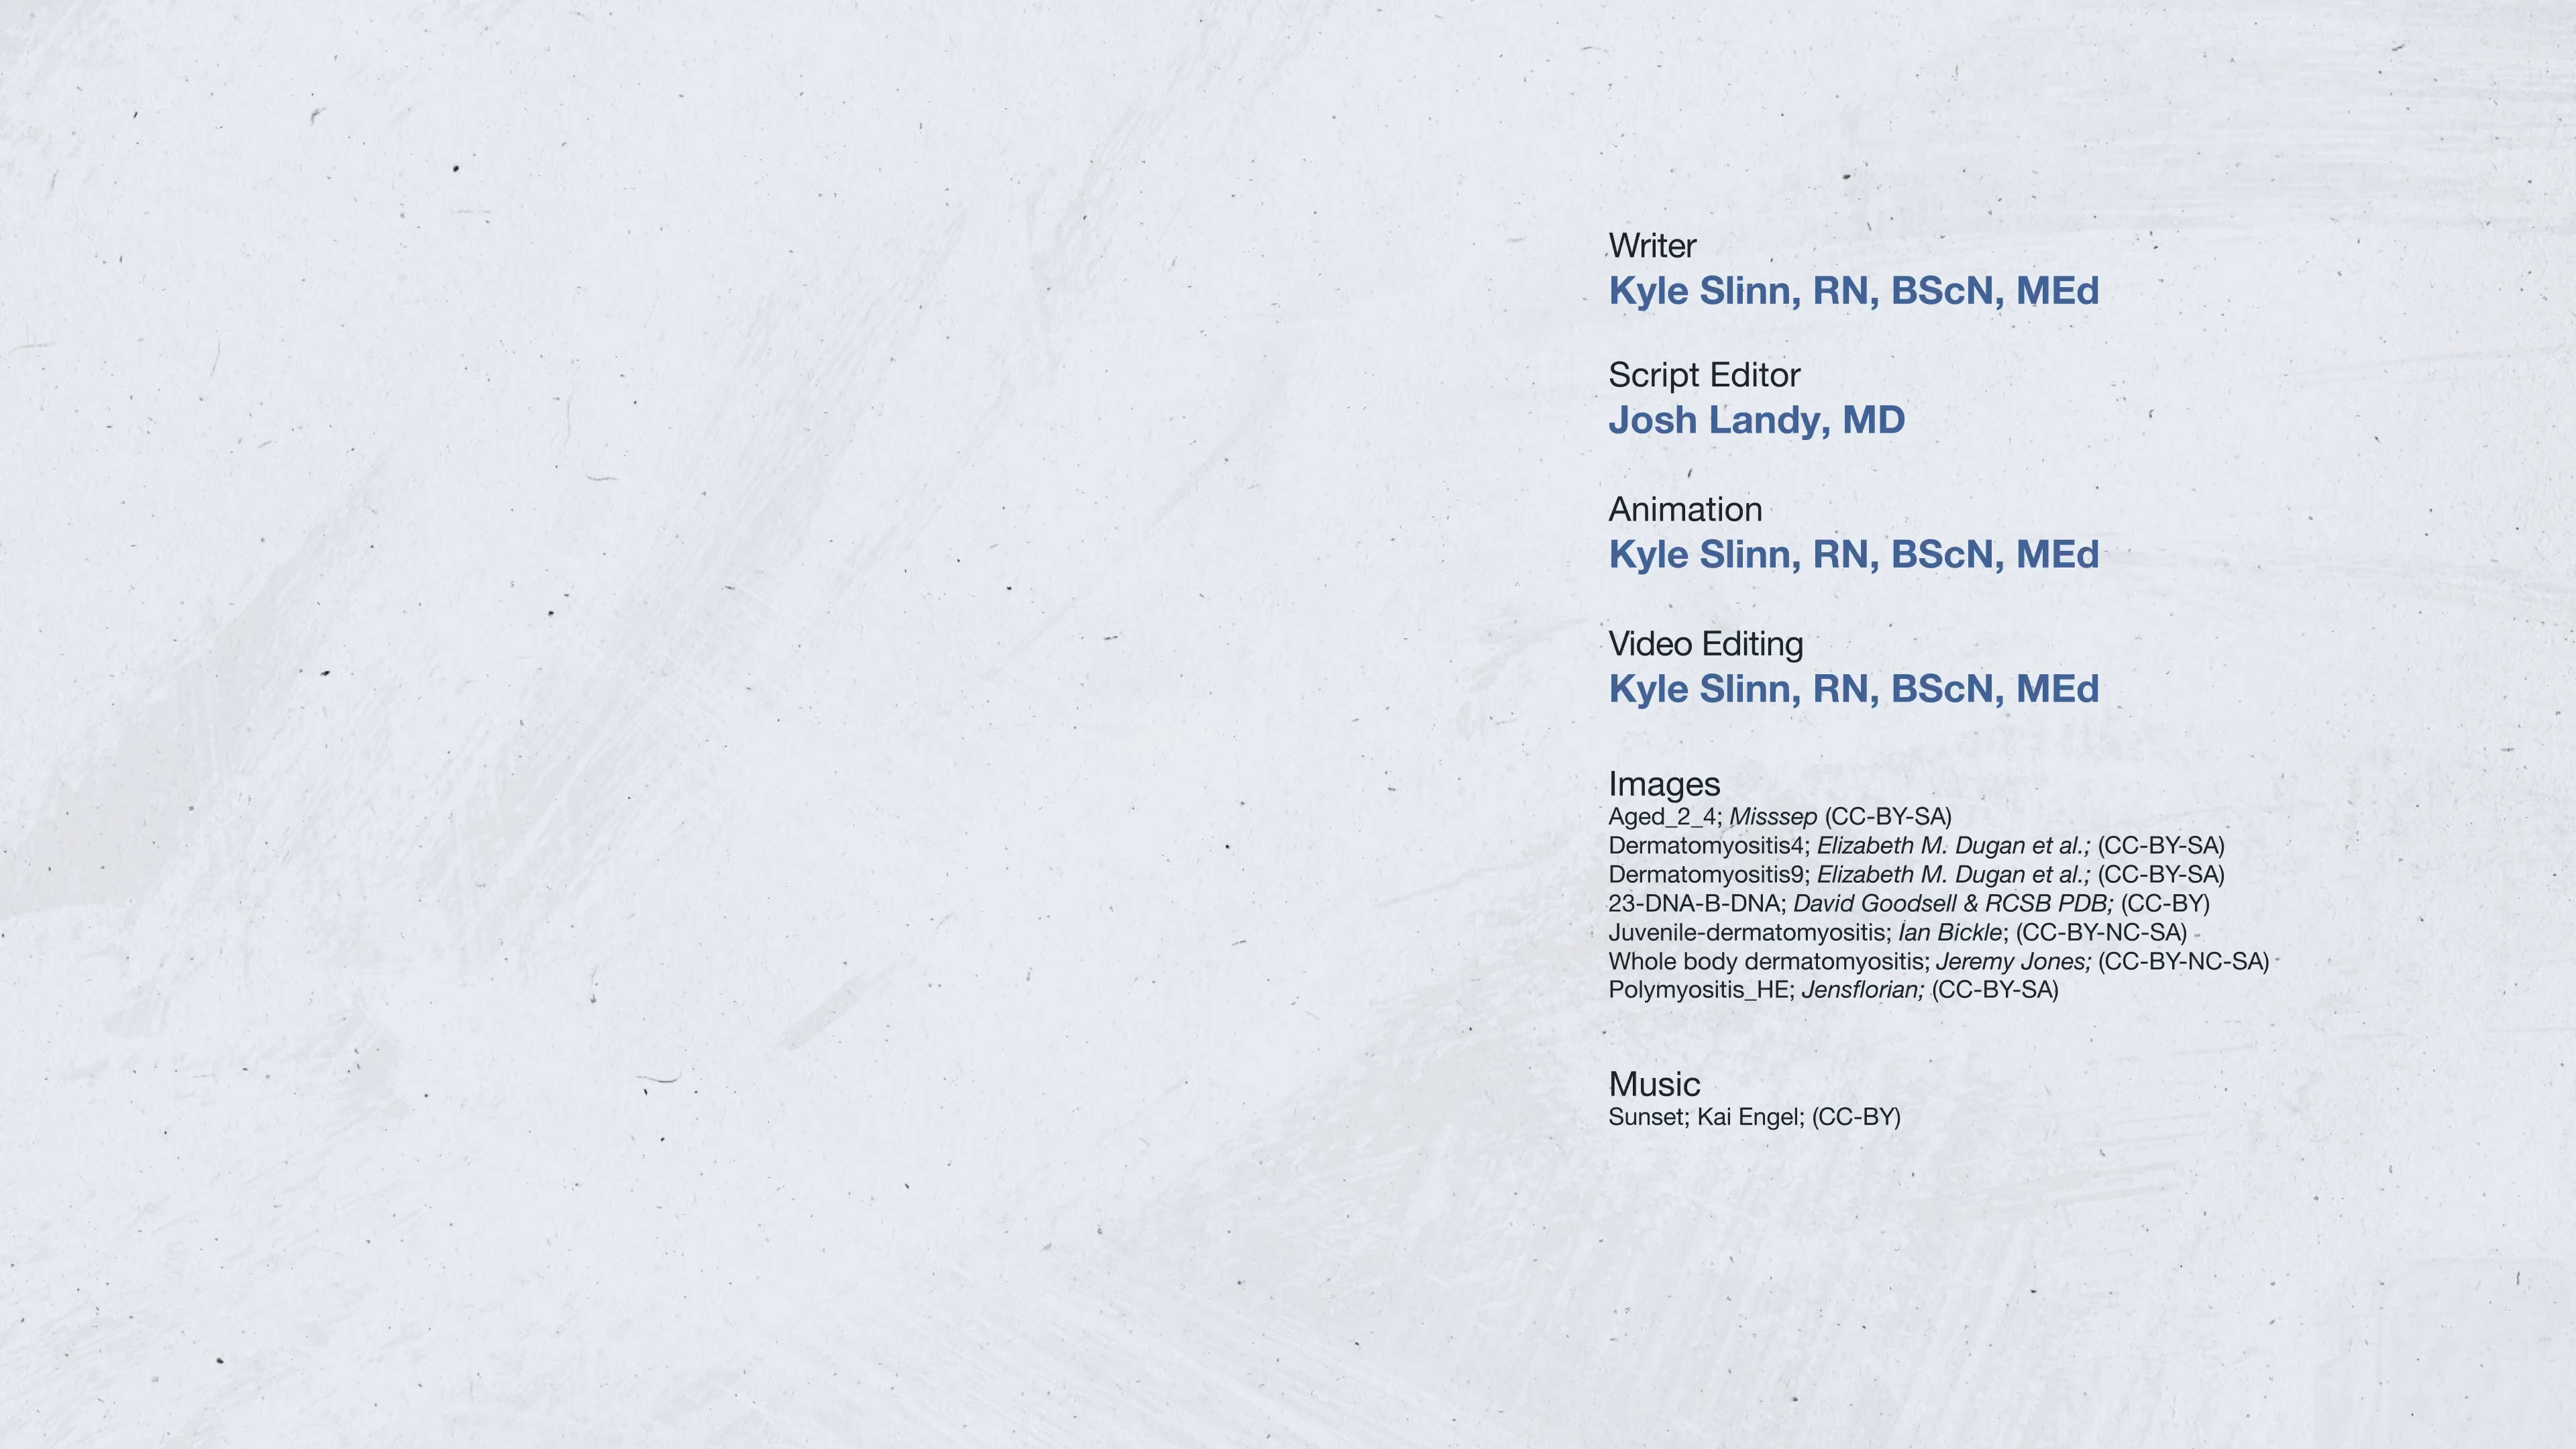 Writer
Kyle Slinn, RN, BScN, MEd
Script Editor
Josh Landy, MD
Animation
Kyle Slinn, RN, BScN, MEd
Video Editing
Kyle Slinn, RN, BScN, MEd
Images
Aged_2_4; Misssep (CC-BY-SA)
Dermatomyositis4; Elizabeth M. Dugan et al.; (CC-BY-SA)
Dermatomyositis9; Elizabeth M. Dugan et al.; (CC-BY-SA)
23-DNA-B-DNA; David Goodsell & RCSB PDB; (CC-BY)
Juvenile-dermatomyositis; Ian Bickle; (CC-BY-NC-SA)
Whole body dermatomyositis; Jeremy Jones; (CC-BY-NC-SA)
Polymyositis_HE; Jensflorian; (CC-BY-SA)
Music
Sunset; Kai Engel; (CC-BY)